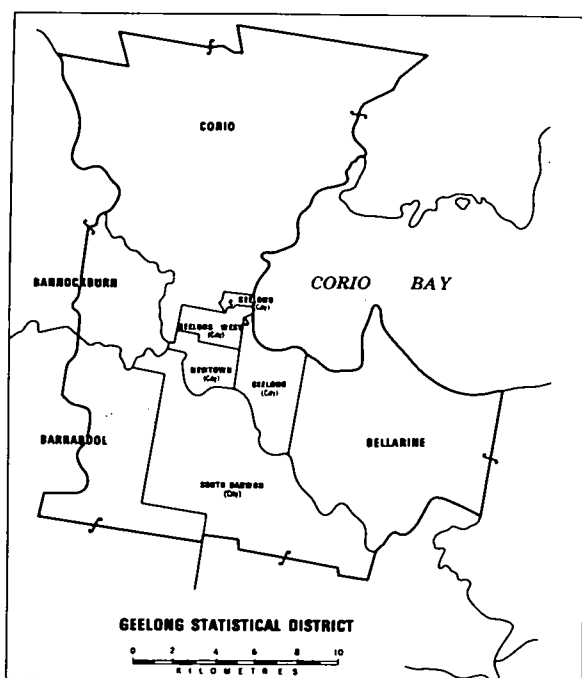 CORIO
CORIO BAY
BANNOCKBURN
GEELONG
(City)
GEELONG WEST
(City)
NEWTOWN
(City)
GEELONG
(City)
BARRABOOL
BELLARINE
SOUTH BARWON
(City)
GEELONG STATISTICAL DISTRICT
0 2 4 6 8 10
KILOMETRES